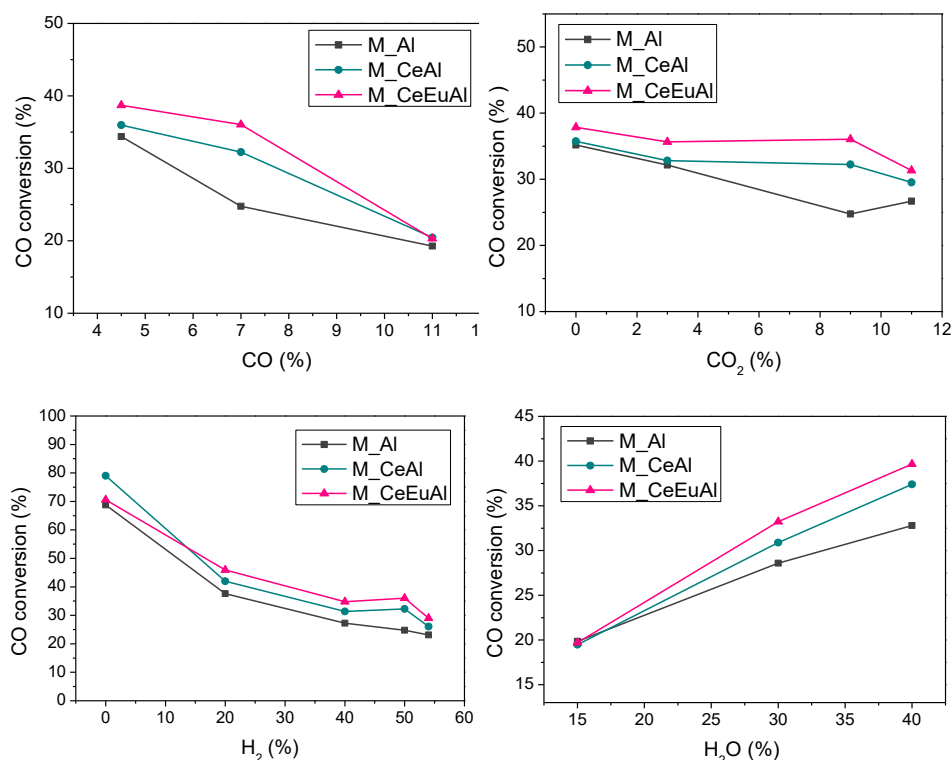 50
40
30
20
10
CO conversion (%)
M_Al
M_CeAl
M_CeEuAl
4 5 6 7 8 9 10 11 1
CO (%)
50
40
30
20
10
CO conversion (%)
M_Al
M_CeAl
M_CeEuAl
0 2 4 6 8 10 12
CO2 (%)
100
90
80
70
60
50
40
30
20
10
0
CO conversion (%)
M_Al
M_CeAl
M_CeEuAl
0 10 20 30 40 50 60
H2 (%)
45
40
35
30
25
20
15
CO conversion (%)
M_Al
M_CeAl
M_CeEuAl
15 20 25 30 35 40
H2O (%)